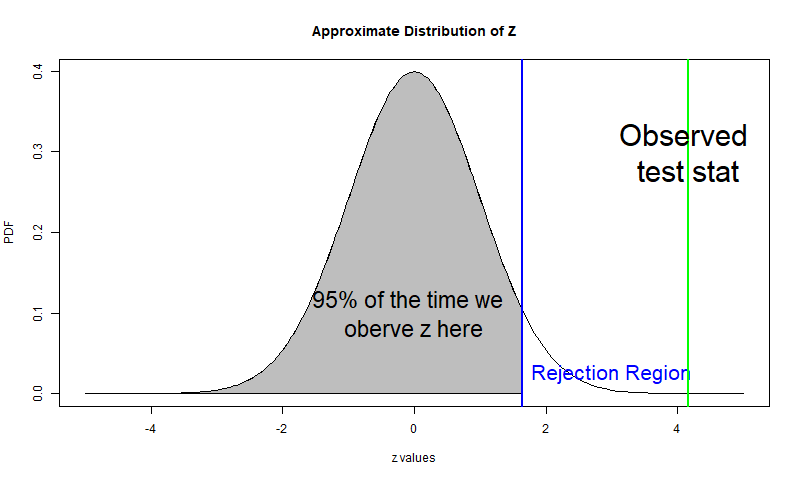 Approximate Distribution of Z
Observed
test stat
95% of the time we
oberve z here
Rejection Region
PDF
0.4
0.3
0.2
0.1
0.0
-4
-2
0
2
4
z values